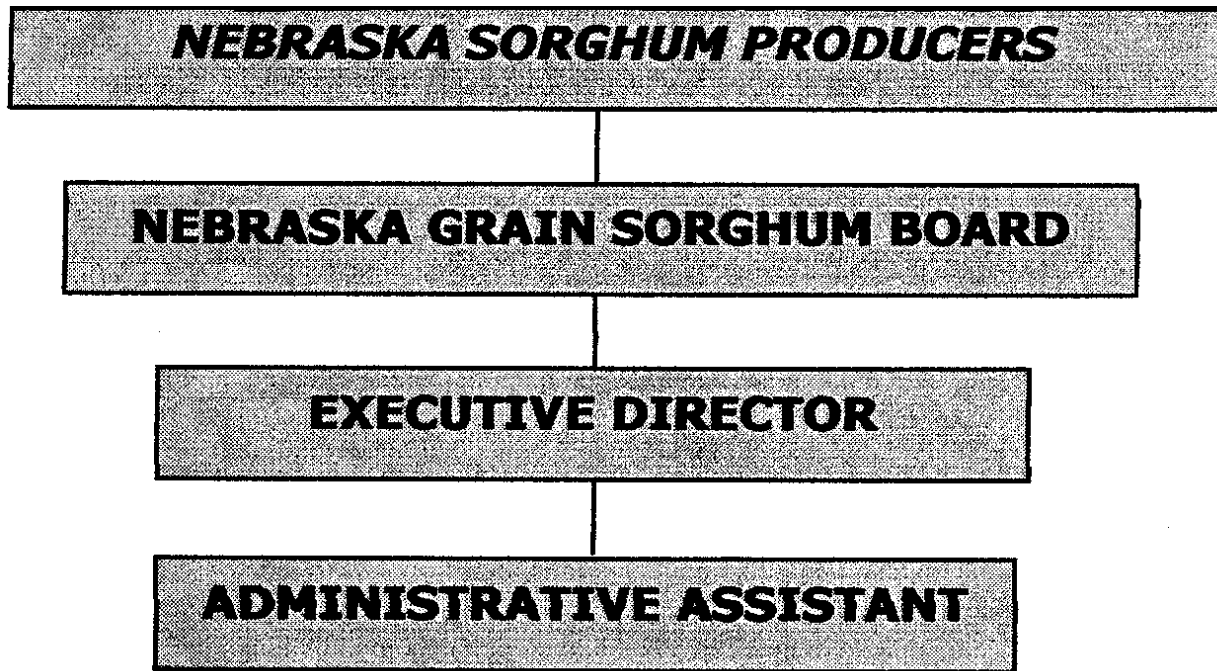 NEBRASKA SORGHUM PRODUCERS
NEBRASKA GRAIN SORGHUM BOARD
EXECUTIVE DIRECTOR
ADMINISTRATIVE ASSISTANT